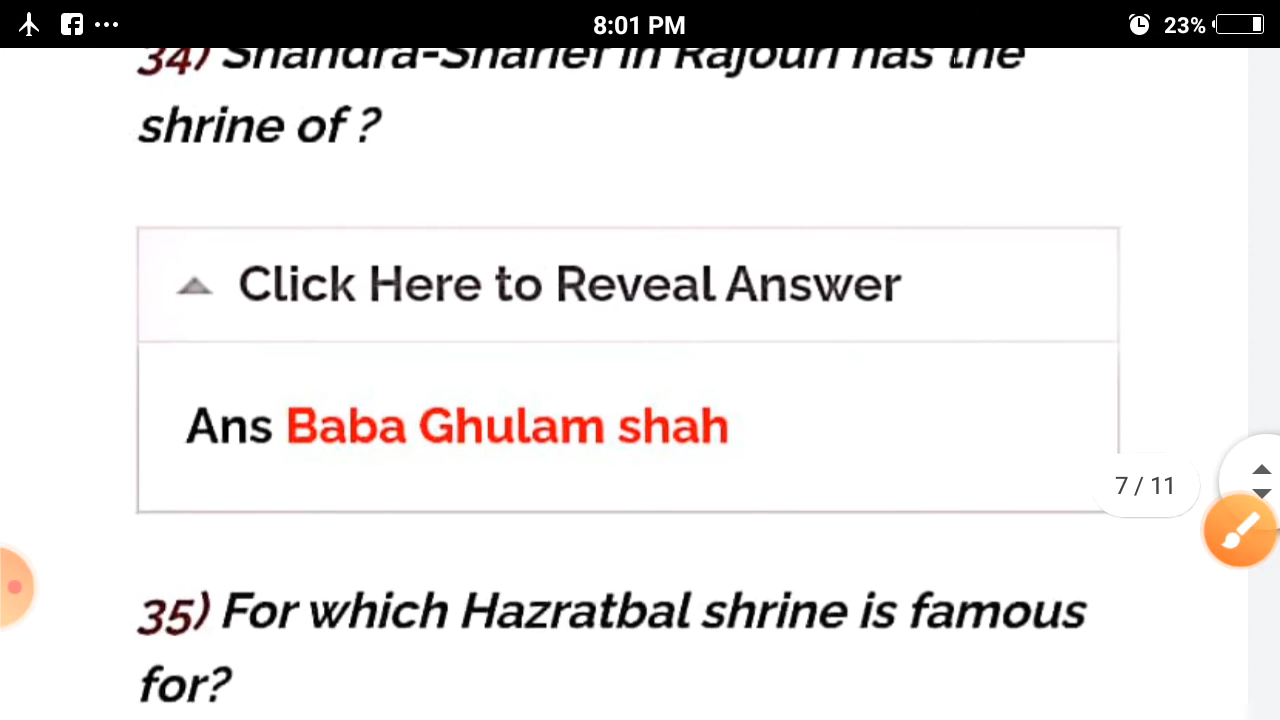 8:01 PM
23%
34) Shahdra-Sharief in Rajouri has the
shrine of ?
Click Here to Reveal Answer
Ans Baba Ghulam shah
7 / 11
35) For which Hazratbal shrine is famous
for?